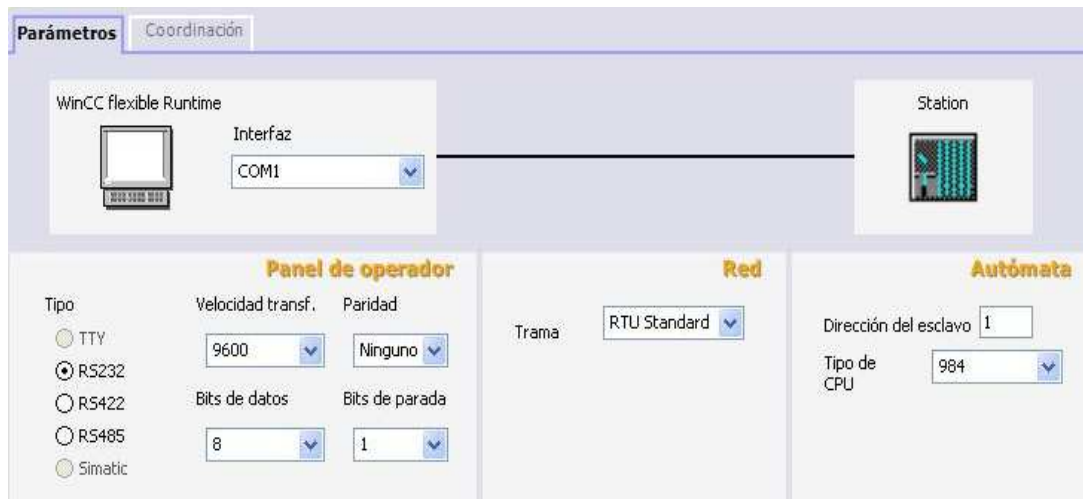 Parámetros Coordinación
WinCC flexible Runtime
Interfaz
COM1
Station
Panel de operador
Tipo
TTY
RS232
RS422
RS485
Simatic
Velocidad transf.
9600
Paridad
Ninguno
Bits de datos
8
Bits de parada
1
Red
Trama
RTU Standard
Autómata
Dirección del esclavo 1
Tipo de
CPU
984